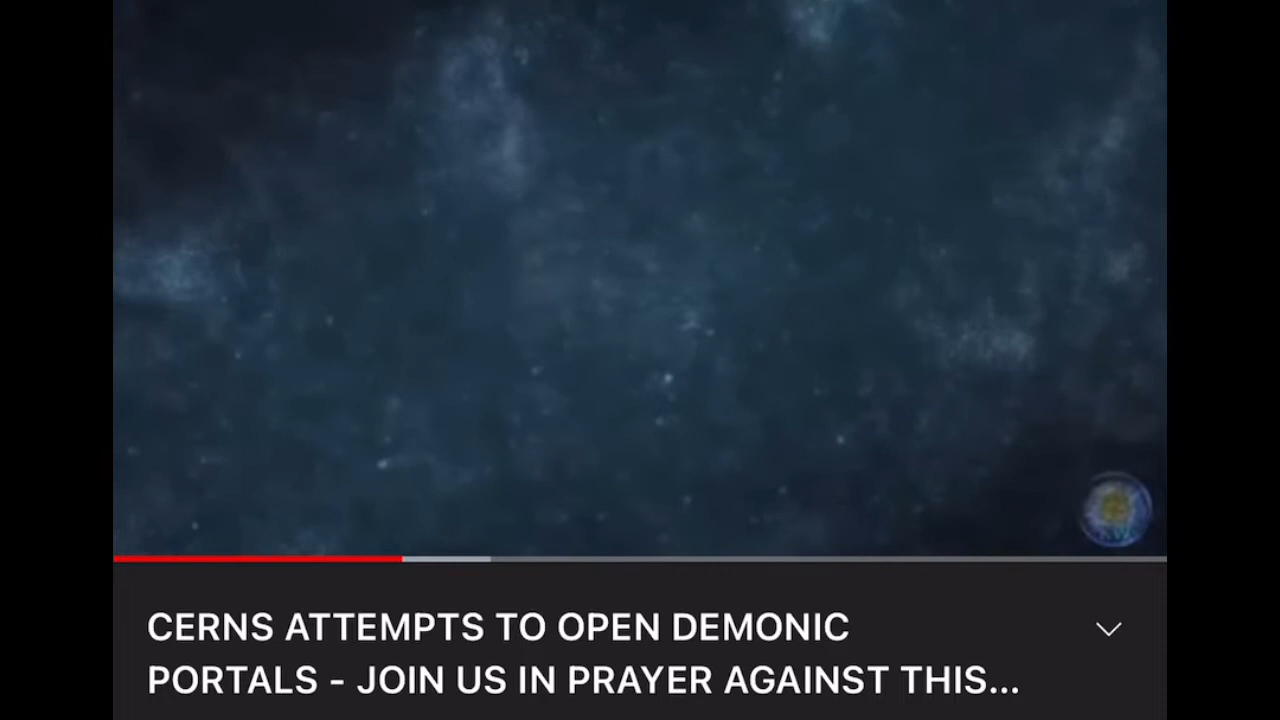 CERNS ATTEMPTS TO OPEN DEMONIC
PORTALS - JOIN US IN PRAYER AGAINST THIS...